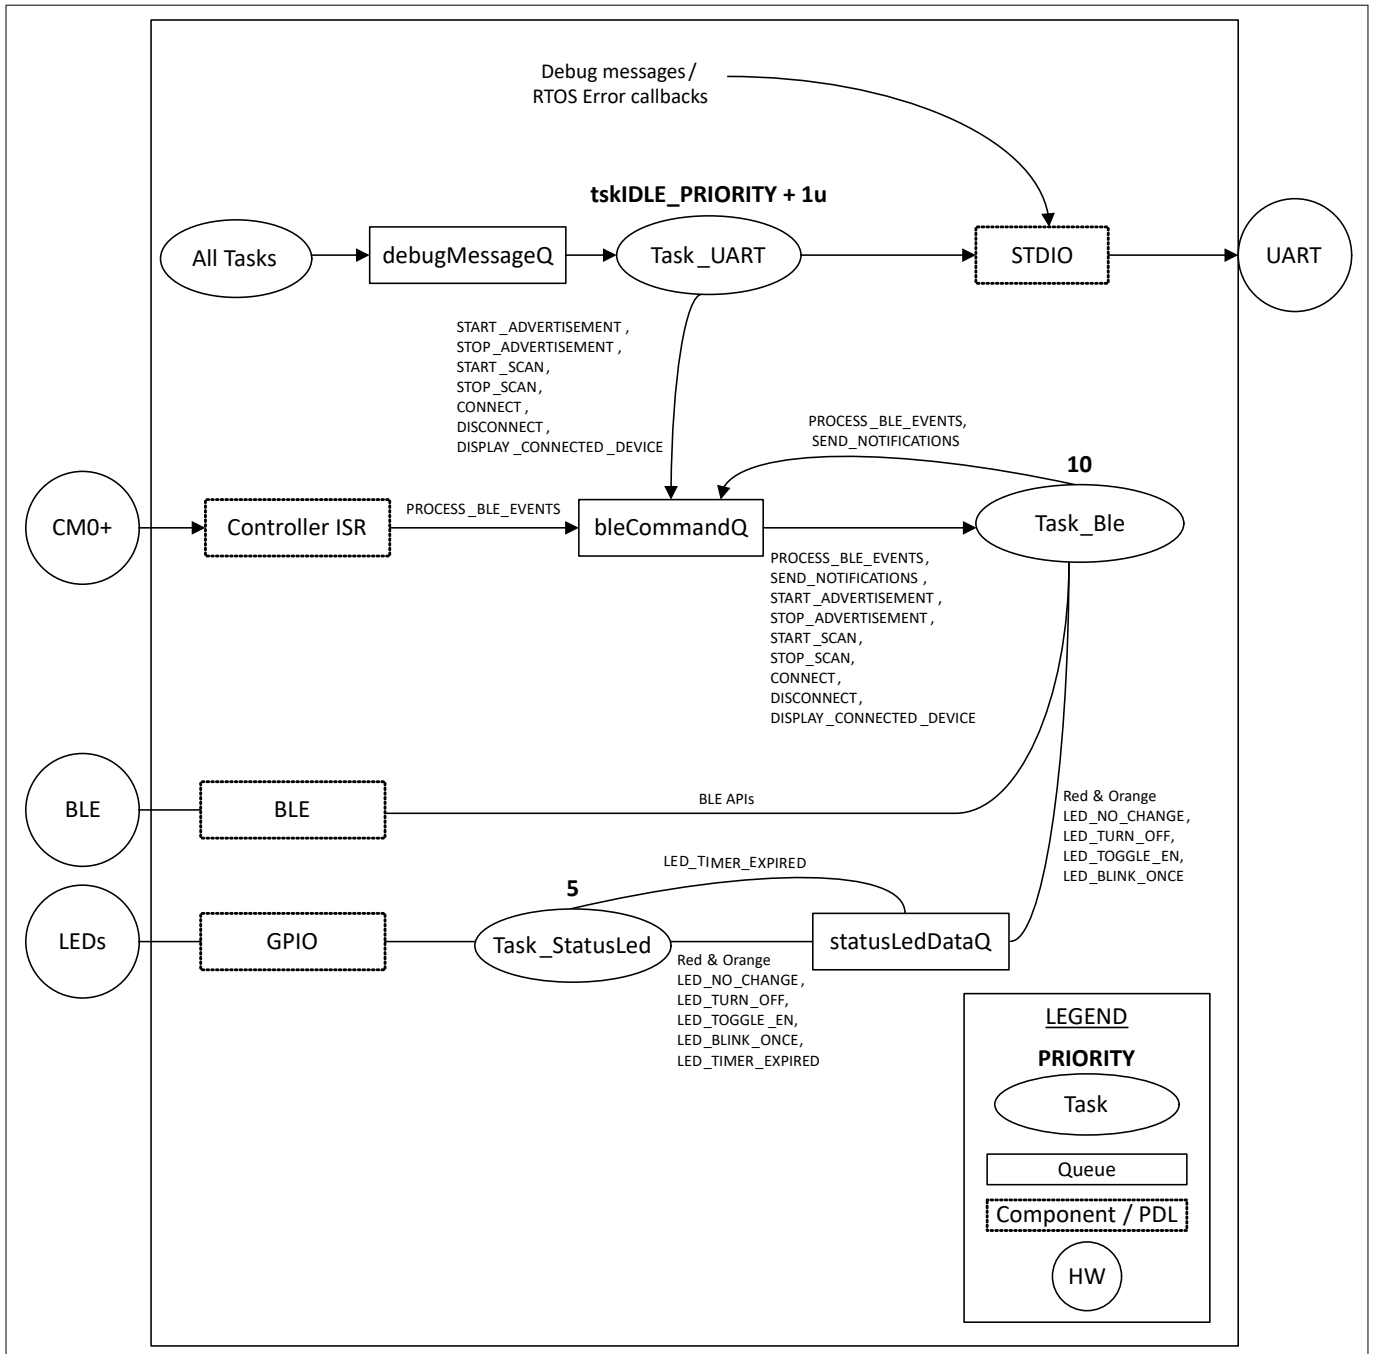 Debug messages/
RTOS Error callbacks
tskIDLE_PRIORITY + 1u
All Tasks
debugMessageQ
Task_UART
STDIO
UART
START_ADVERTISEMENT,
STOP_ADVERTISEMENT,
START_SCAN,
STOP_SCAN,
CONNECT,
DISCONNECT,
DISPLAY_CONNECTED_DEVICE
PROCESS_BLE_EVENTS,
SEND_NOTIFICATIONS
10
CM0+
Controller ISR
PROCESS_BLE_EVENTS
bleCommandQ
Task_Ble
PROCESS_BLE_EVENTS,
SEND_NOTIFICATIONS,
START_ADVERTISEMENT,
STOP_ADVERTISEMENT,
START_SCAN,
STOP_SCAN,
CONNECT,
DISCONNECT,
DISPLAY_CONNECTED_DEVICE
BLE
BLE
BLE APIs
Red & Orange
LED_NO_CHANGE,
LED_TURN_OFF,
LED_TOGGLE_EN,
LED_BLINK_ONCE
LED_TIMER_EXPIRED
5
LEDs
GPIO
Task_StatusLed
statusLedDataQ
Red & Orange
LED_NO_CHANGE,
LED_TURN_OFF,
LED_TOGGLE_EN,
LED_BLINK_ONCE,
LED_TIMER_EXPIRED
LEGEND
PRIORITY
Task
Queue
Component / PDL
HW